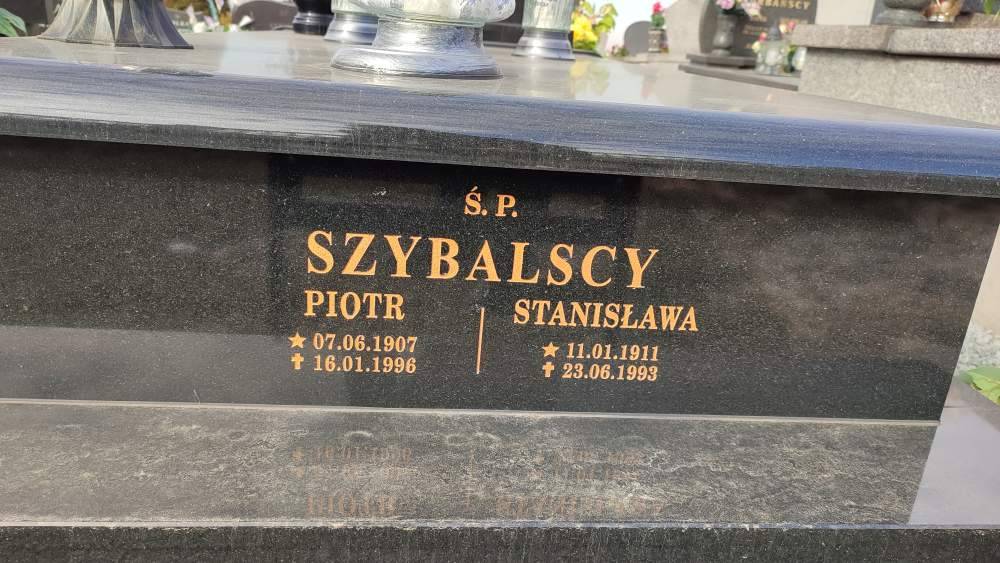 Ś. P.
SZYBALSCY
PIOTR
★ 07.06.1907
✝ 16.01.1996
STANISŁAWA
★ 11.01.1911
✝ 23.06.1993